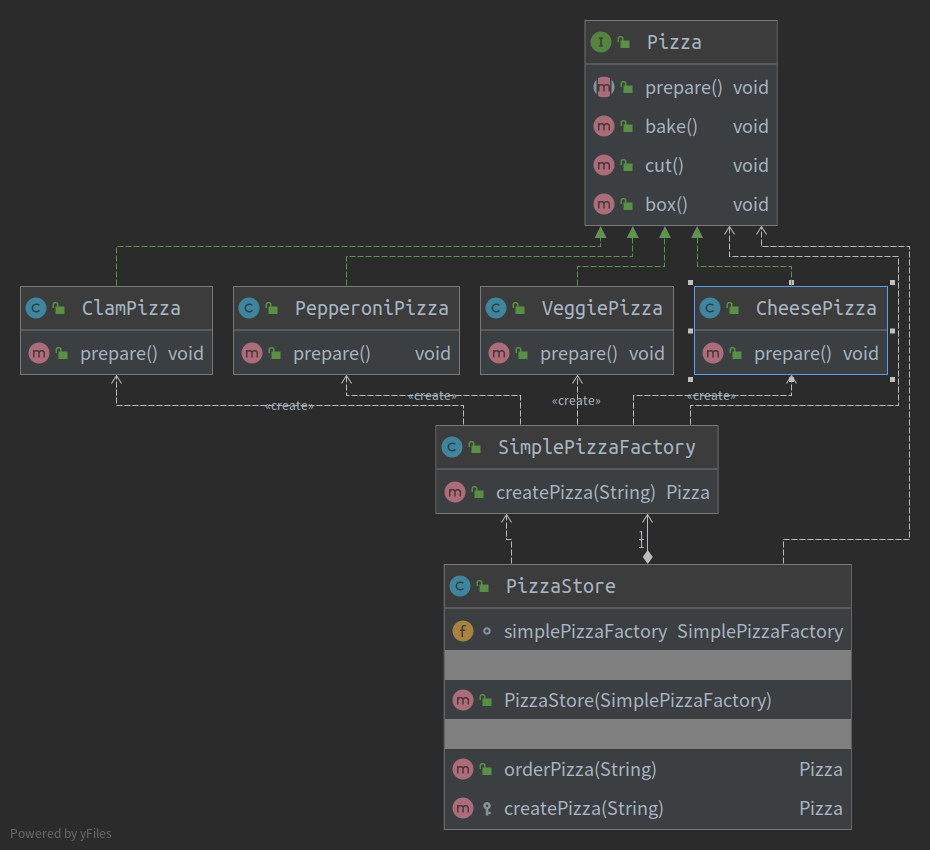 I Pizza
m prepare() void
m bake() void
m cut() void
m box() void
C ClamPizza
m prepare() void
C PepperoniPizza
m prepare() void
C VeggiePizza
m prepare() void
C CheesePizza
m prepare() void
«create»
«create»
«create»
«create»
C SimplePizzaFactory
m createPizza(String) Pizza
1
1
C PizzaStore
f simplePizzaFactory SimplePizzaFactory
m PizzaStore(SimplePizzaFactory)
m orderPizza(String) Pizza
m createPizza(String) Pizza
Powered by yFiles